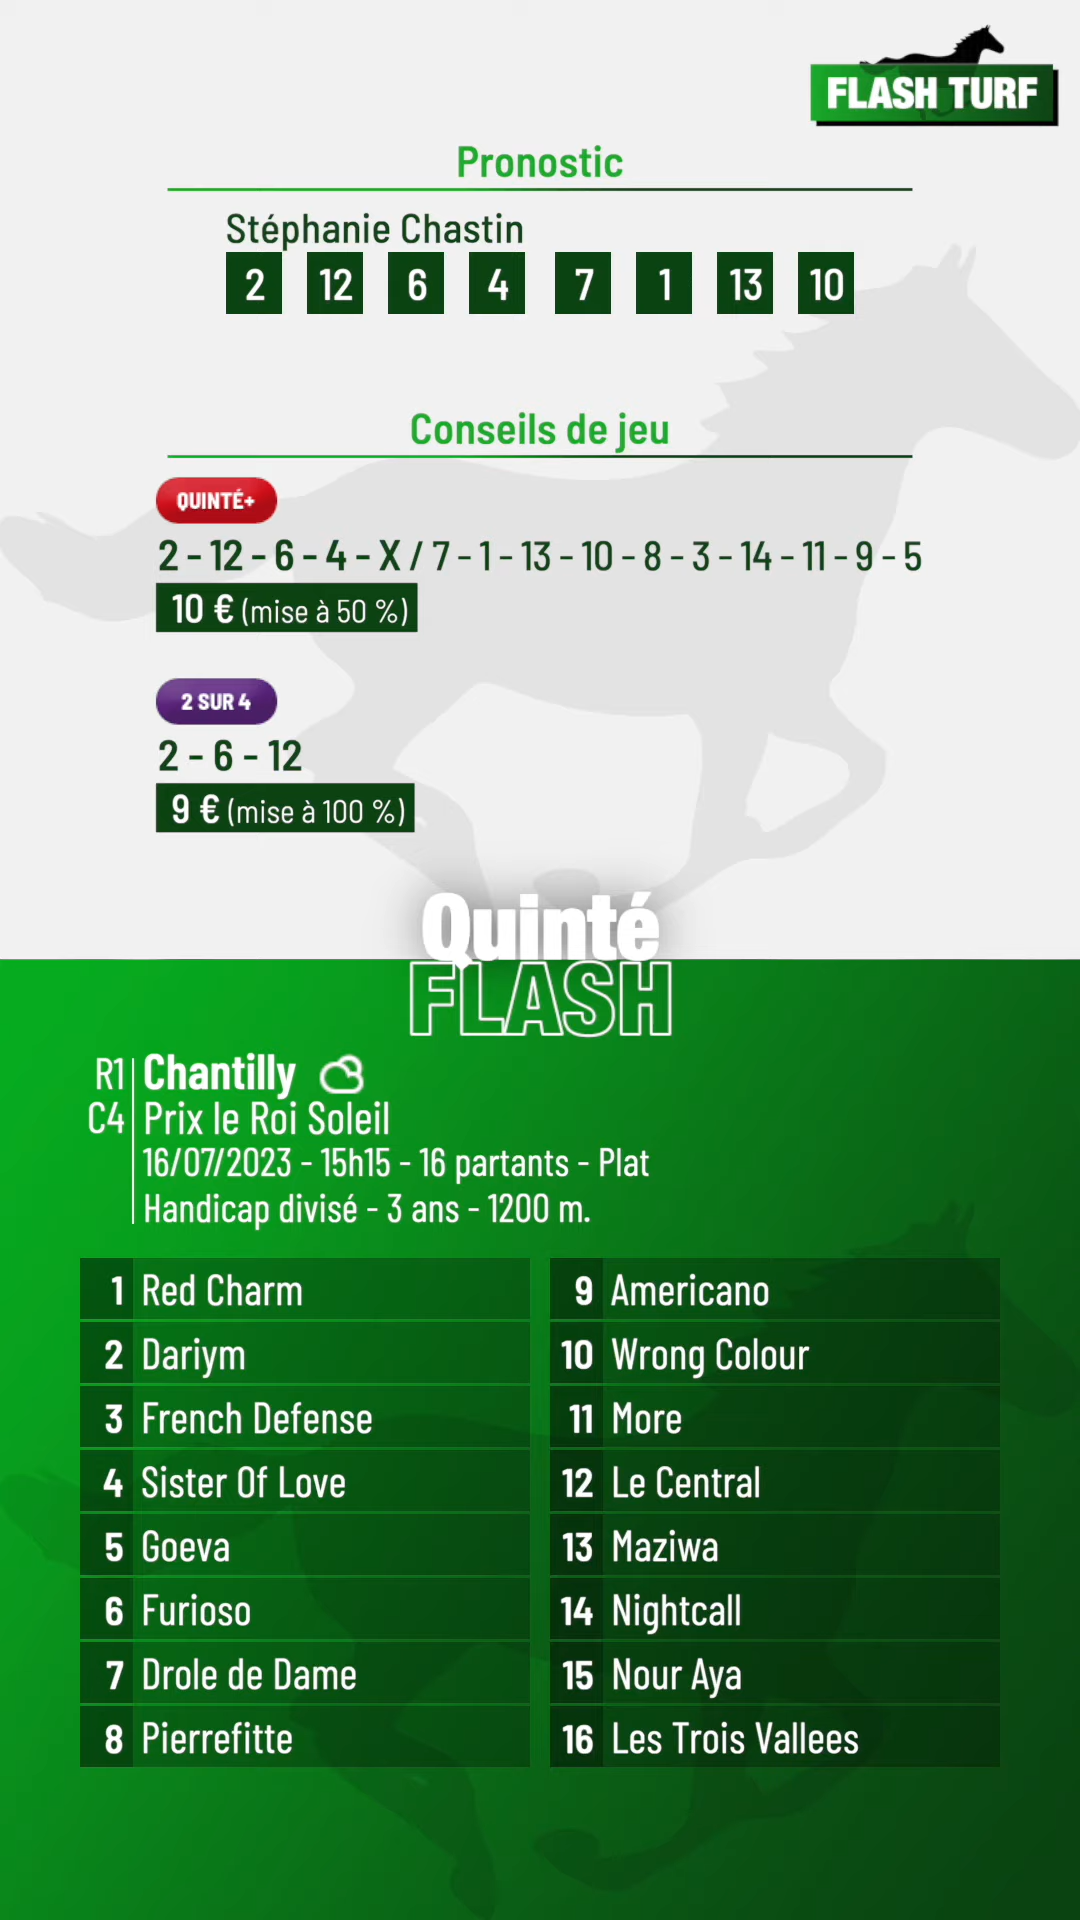 FLASH TURF
Pronostic
Stéphanie Chastin
2 12 6 4 7 1 13 10
Conseils de jeu
QUINTÉ+
2 - 12 - 6 - 4 - X / 7 - 1 - 13 - 10 - 8 - 3 - 14 - 11 - 9 - 5
10 € (mise à 50 %)
2 SUR 4
2 - 6 - 12
9 € (mise à 100 %)
Quinté
FLASH
R1 Chantilly
C4 Prix le Roi Soleil
16/07/2023 - 15h15 - 16 partants - Plat
Handicap divisé - 3 ans - 1200 m.
1 Red Charm
2 Dariym
3 French Defense
4 Sister Of Love
5 Goeva
6 Furioso
7 Drole de Dame
8 Pierrefitte
9 Americano
10 Wrong Colour
11 More
12 Le Central
13 Maziwa
14 Nightcall
15 Nour Aya
16 Les Trois Vallees